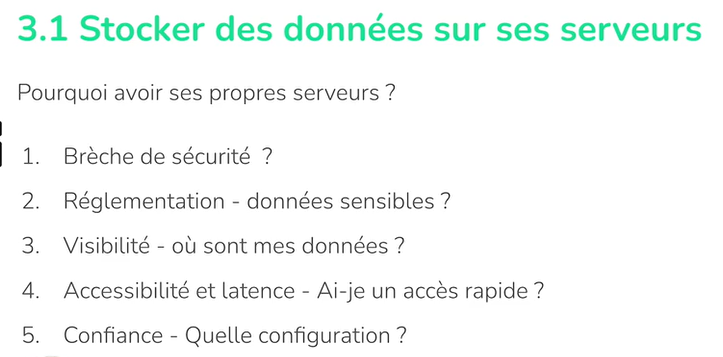 3.1 Stocker des données sur ses serveurs
Pourquoi avoir ses propres serveurs ?
1. Brèche de sécurité ?
2. Réglementation - données sensibles ?
3. Visibilité - où sont mes données ?
4. Accessibilité et latence - Ai-je un accès rapide ?
5. Confiance - Quelle configuration ?